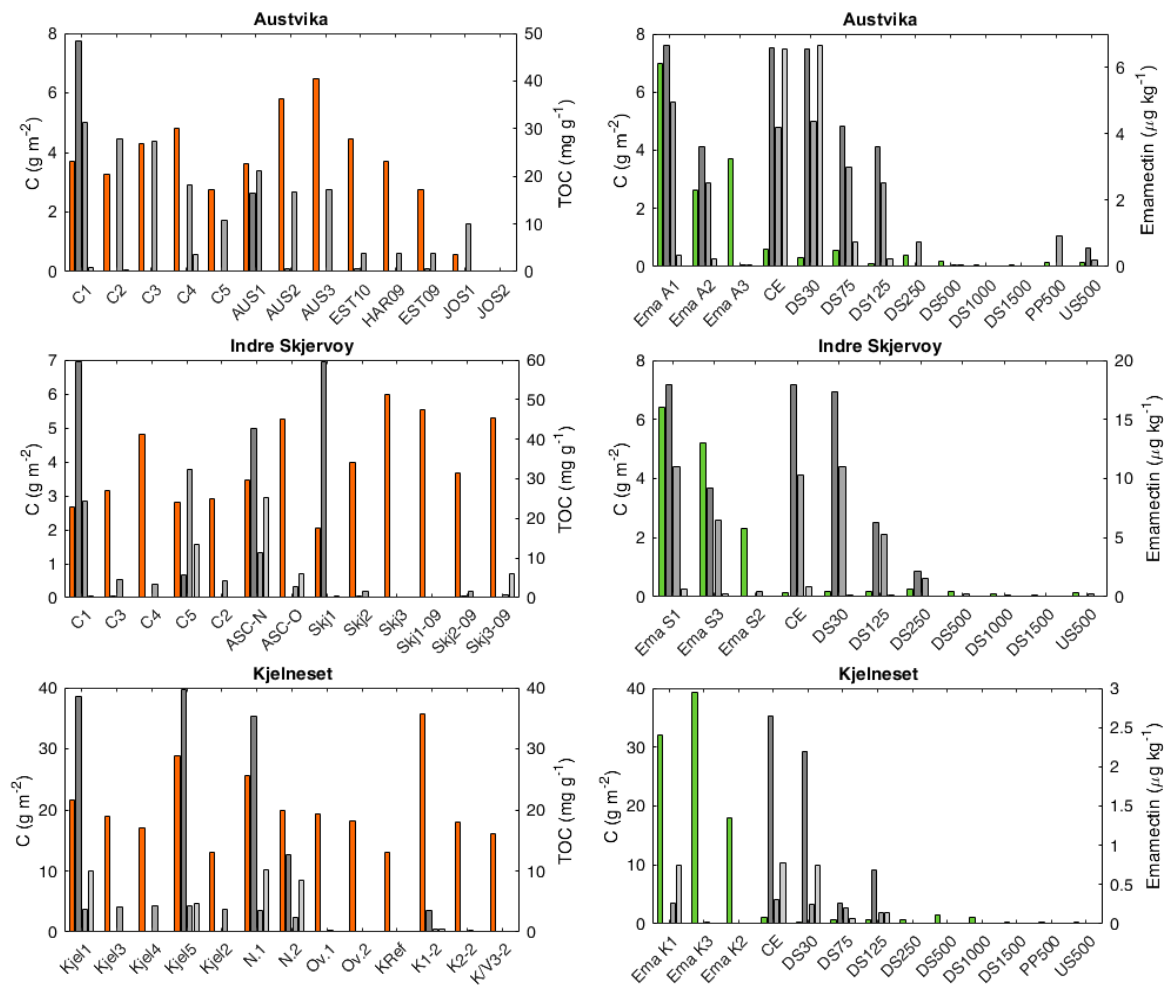 Austvika
C (g m-2)
8
6
4
2
0
50
40
30
20
10
0
TOC (mg g-1)
C1 C2 C3 C4 C5 AUS1 AUS2 AUS3 EST10 HAR09 EST09 JOS1 JOS2
Austvika
C (g m-2)
8
6
4
2
0
6
4
2
0
Emamectin (μg kg-1)
Ema A1 Ema A2 Ema A3 CE DS30 DS75 DS125 DS250 DS500 DS1000 DS1500 PP500 US500
Indre Skjervoy
C (g m-2)
7
6
5
4
3
2
1
0
60
50
40
30
20
10
0
TOC (mg g-1)
C1 C3 C4 C5 C2 ASC-N ASC-O Skj1 Skj2 Skj3 Skj1-09 Skj2-09 Skj3-09
Indre Skjervoy
C (g m-2)
8
6
4
2
0
20
15
10
5
0
Emamectin (μg kg-1)
Ema S1 Ema S3 Ema S2 CE DS30 DS125 DS250 DS500 DS1000 DS1500 US500
Kjelneset
C (g m-2)
40
30
20
10
0
40
30
20
10
0
TOC (mg g-1)
Kjel1 Kjel3 Kjel4 Kjel5 Kjel2 N.1 N.2 Ov.1 Ov.2 KRef K1-2 K2-2 K/V3-2
Kjelneset
C (g m-2)
40
30
20
10
0
3
2.5
2
1.5
1
0.5
0
Emamectin (μg kg-1)
Ema K1 Ema K3 Ema K2 CE DS30 DS75 DS125 DS250 DS500 DS1000 DS1500 PP500 US500